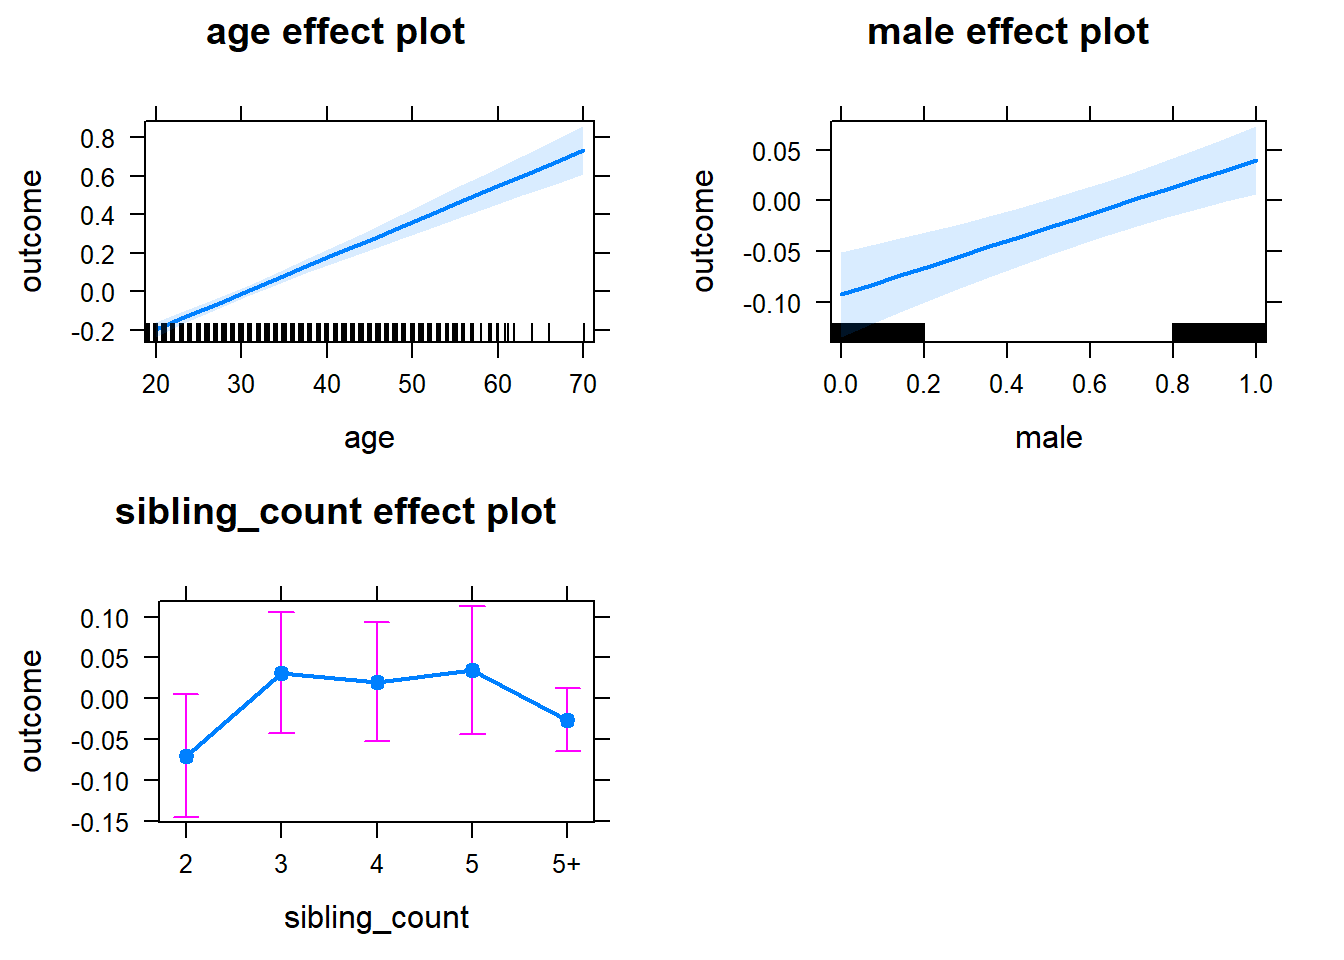 age effect plot
outcome
0.8
0.6
0.4
0.2
0.0
-0.2
20 30 40 50 60 70
age
male effect plot
outcome
0.05
0.00
-0.05
-0.10
0.0 0.2 0.4 0.6 0.8 1.0
male
sibling_count effect plot
outcome
0.10
0.05
0.00
-0.05
-0.10
-0.15
2 3 4 5 5+
sibling_count